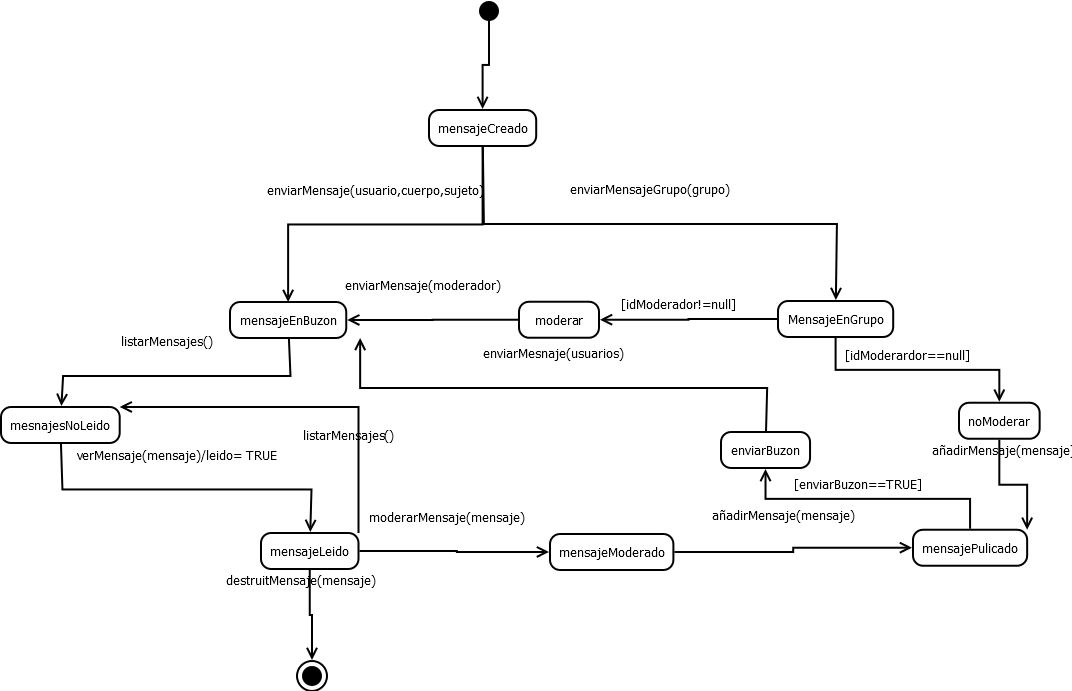 mensajeCreado
enviarMensaje(usuario,cuerpo,sujeto)
enviarMensajeGrupo(grupo)
enviarMensaje(moderador)
[idModerador!=null]
mensajeEnBuzon
moderar
MensajeEnGrupo
listarMensajes()
enviarMesnaje(usuarios)
[idModerardor==null]
mesnajesNoLeido
noModerar
listarMensajes()
enviarBuzon
añadirMensaje(mensaje)
verMensaje(mensaje)/leido= TRUE
[enviarBuzon==TRUE]
moderarMensaje(mensaje)
añadirMensaje(mensaje)
mensajeLeido
mensajeModerado
mensajePulicado
destruitMensaje(mensaje)